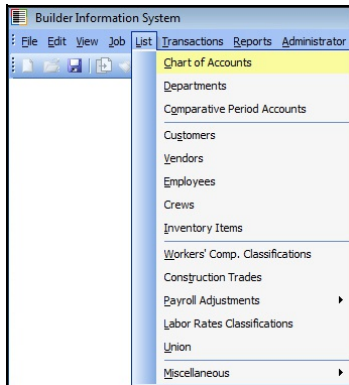 Builder Information System
File Edit View Job List Transactions Reports Administrator
Chart of Accounts
Departments
Comparative Period Accounts
Customers
Vendors
Employees
Crews
Inventory Items
Workers' Comp. Classifications
Construction Trades
Payroll Adjustments
Labor Rates Classifications
Union
Miscellaneous